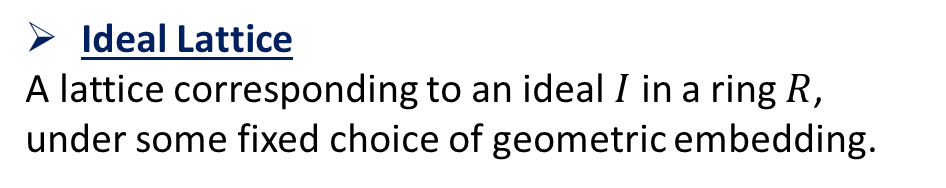 ➢ Ideal Lattice
A lattice corresponding to an ideal I in a ring R,
under some fixed choice of geometric embedding.